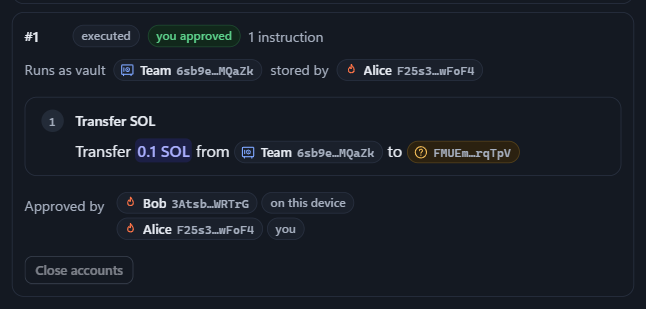 #1 executed you approved 1 instruction
Runs as vault Team 6sb9e…MQaZk stored by Alice F25s3…wFoF4
1 Transfer SOL
Transfer 0.1 SOL from Team 6sb9e…MQaZk to FMUEm…rqTpV
Approved by Bob 3Atsb…WRTrG on this device
Alice F25s3…wFoF4 you
Close accounts